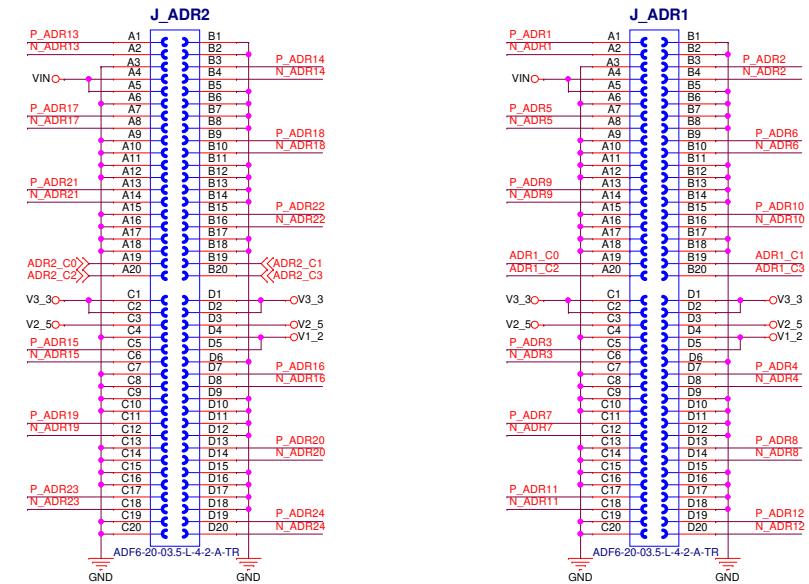 J_ADR2
P_ADR13 A1 B1
N_ADR13 A2 B2
A3 B3 P_ADR14
VIN A4 B4 N_ADR14
A5 B5
A6 B6
P_ADR17 A7 B7
N_ADR17 A8 B8
A9 B9 P_ADR18
A10 B10 N_ADR18
A11 B11
A12 B12
P_ADR21 A13 B13
N_ADR21 A14 B14
A15 B15 P_ADR22
A16 B16 N_ADR22
A17 B17
A18 B18
ADR2_C0 A19 B19 ADR2_C1
ADR2_C2 A20 B20 ADR2_C3
V3_3 C1 D1 V3_3
C2 D2
V2_5 C3 D3 V2_5
C4 D4 V1_2
P_ADR15 C5 D5
N_ADR15 C6 D6
C7 D7 P_ADR16
C8 D8 N_ADR16
C9 D9
C10 D10
P_ADR19 C11 D11
N_ADR19 C12 D12
C13 D13 P_ADR20
C14 D14 N_ADR20
C15 D15
C16 D16
P_ADR23 C17 D17
N_ADR23 C18 D18
C19 D19 P_ADR24
C20 D20 N_ADR24
ADF6-20-03.5-L-4-2-A-TR
GND GND
J_ADR1
P_ADR1 A1 B1
N_ADR1 A2 B2
A3 B3 P_ADR2
VIN A4 B4 N_ADR2
A5 B5
A6 B6
P_ADR5 A7 B7
N_ADR5 A8 B8
A9 B9 P_ADR6
A10 B10 N_ADR6
A11 B11
A12 B12
P_ADR9 A13 B13
N_ADR9 A14 B14
A15 B15 P_ADR10
A16 B16 N_ADR10
A17 B17
A18 B18
ADR1_C0 A19 B19 ADR1_C1
ADR1_C2 A20 B20 ADR1_C3
V3_3 C1 D1 V3_3
C2 D2
V2_5 C3 D3 V2_5
C4 D4 V1_2
P_ADR3 C5 D5
N_ADR3 C6 D6
C7 D7 P_ADR4
C8 D8 N_ADR4
C9 D9
C10 D10
P_ADR7 C11 D11
N_ADR7 C12 D12
C13 D13 P_ADR8
C14 D14 N_ADR8
C15 D15
C16 D16
P_ADR11 C17 D17
N_ADR11 C18 D18
C19 D19 P_ADR12
C20 D20 N_ADR12
ADF6-20-03.5-L-4-2-A-TR
GND GND